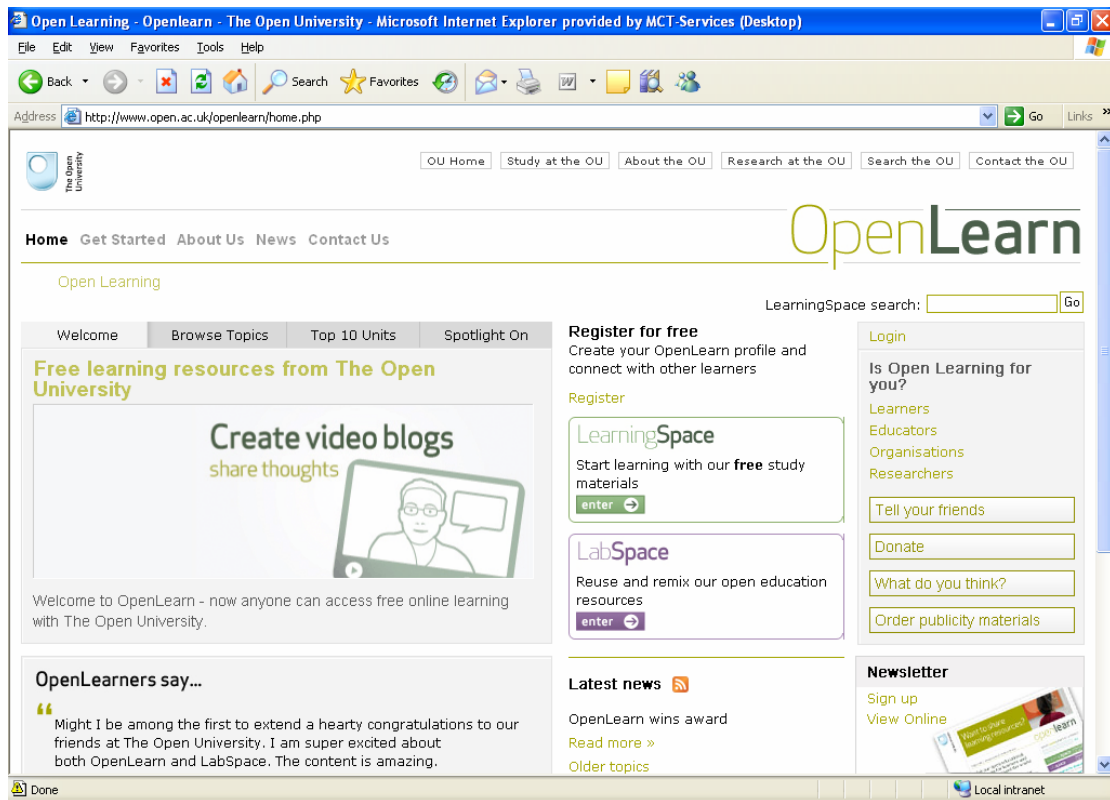 Open Learning - Openlearn - The Open University - Microsoft Internet Explorer provided by MCT-Services (Desktop)
File Edit View Favorites Tools Help
Back Search Favorites
Address http://www.open.ac.uk/openlearn/home.php Go Links »
The Open
University
OU Home Study at the OU About the OU Research at the OU Search the OU Contact the OU
OpenLearn
Home Get Started About Us News Contact Us
Open Learning
LearningSpace search: Go
Welcome Browse Topics Top 10 Units Spotlight On
Free learning resources from The Open
University
Create video blogs
share thoughts
Welcome to OpenLearn - now anyone can access free online learning
with The Open University.
OpenLearners say...
“
Might I be among the first to extend a hearty congratulations to our
friends at The Open University. I am super excited about
both OpenLearn and LabSpace. The content is amazing.
Register for free
Create your OpenLearn profile and
connect with other learners
Register
LearningSpace
Start learning with our free study
materials
enter
LabSpace
Reuse and remix our open education
resources
enter
Latest news
OpenLearn wins award
Read more »
Older topics
Login
Is Open Learning for
you?
Learners
Educators
Organisations
Researchers
Tell your friends
Donate
What do you think?
Order publicity materials
Newsletter
Sign up
View Online
Want to share
learning resources?
openlearn
Done Local intranet